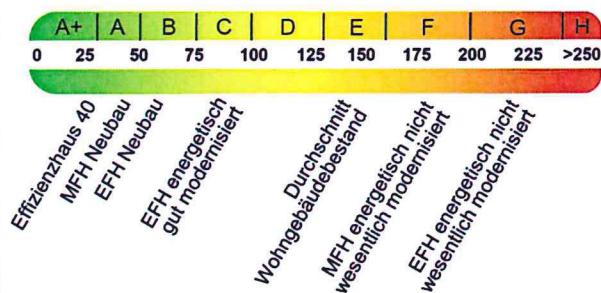 A+ A B C D E F G H
0 25 50 75 100 125 150 175 200 225 >250
Effizienzhaus 40
MFH Neubau
EFH Neubau
EFH energetisch
gut modernisiert
Durchschnitt
Wohngebäudebestand
MFH energetisch nicht
wesentlich modernisiert
EFH energetisch nicht
wesentlich modernisiert